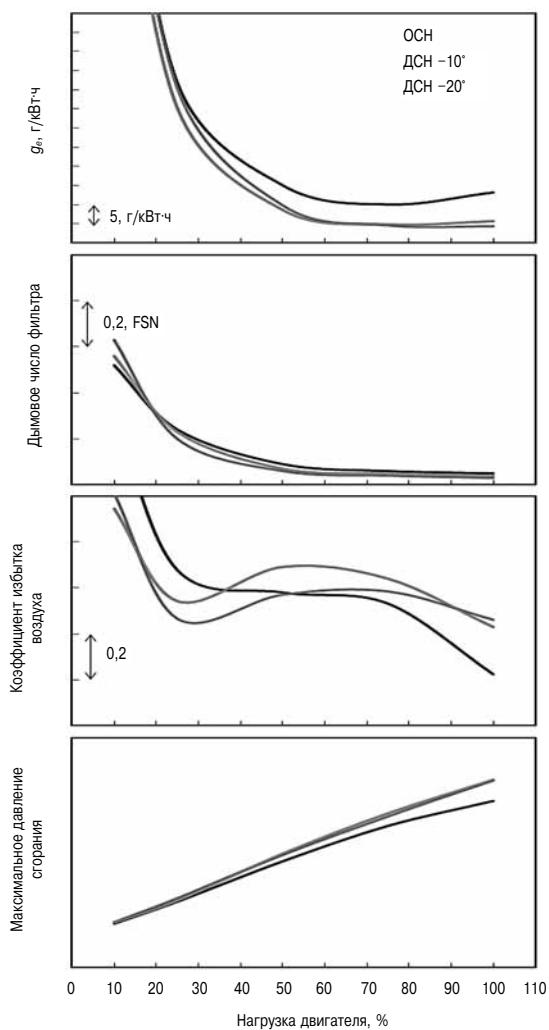 ОСН
ДСН −10°
ДСН −20°
gₑ, г/кВт·ч
5, г/кВт·ч
Дымовое число фильтра
0,2, FSN
Коэффициент избытка
воздуха
0,2
Максимальное давление
сгорания
0 10 20 30 40 50 60 70 80 90 100 110
Нагрузка двигателя, %